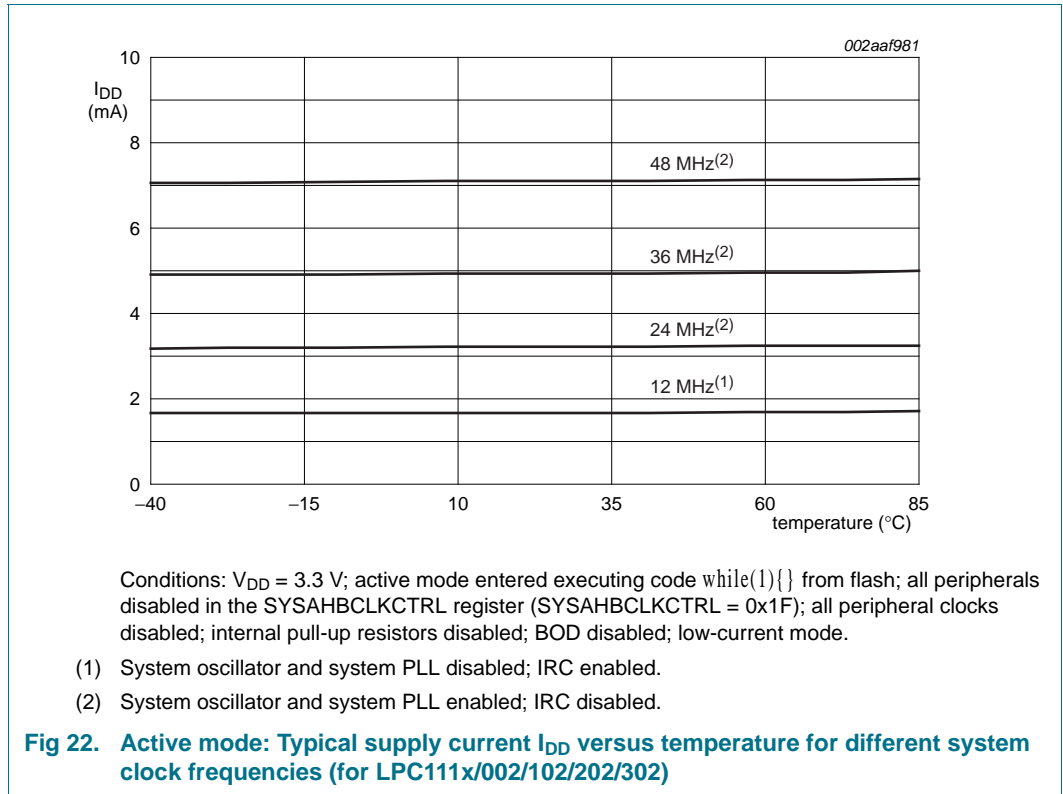 002aaf981
10
I_DD
(mA)
8
48 MHz(2)
6
36 MHz(2)
4
24 MHz(2)
2
12 MHz(1)
0
−40
−15
10
35
60
85
temperature (°C)
Conditions: V_DD = 3.3 V; active mode entered executing code while(1){} from flash; all peripherals
disabled in the SYSAHBCLKCTRL register (SYSAHBCLKCTRL = 0x1F); all peripheral clocks
disabled; internal pull-up resistors disabled; BOD disabled; low-current mode.
(1) System oscillator and system PLL disabled; IRC enabled.
(2) System oscillator and system PLL enabled; IRC disabled.
Fig 22. Active mode: Typical supply current I_DD versus temperature for different system
clock frequencies (for LPC111x/002/102/202/302)